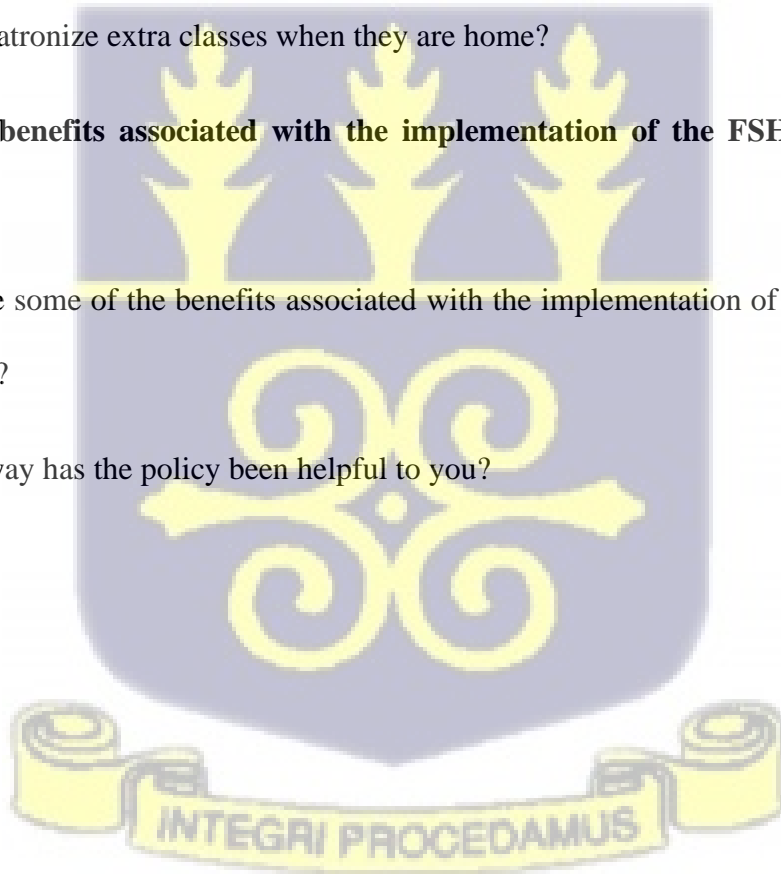 atronize extra classes when they are home?
benefits associated with the implementation of the FSH
e some of the benefits associated with the implementation of
?
way has the policy been helpful to you?
INTEGRI PROCEDAMUS